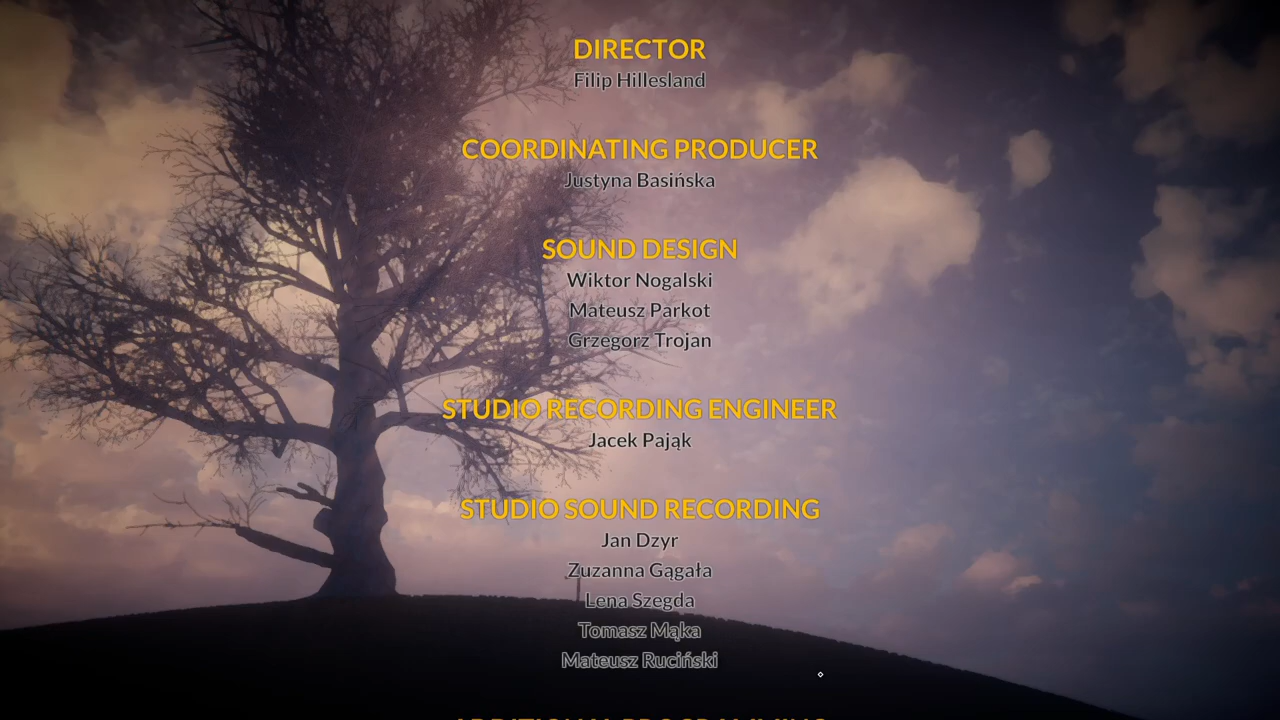 DIRECTOR
Filip Hillesland
COORDINATING PRODUCER
Justyna Basińska
SOUND DESIGN
Wiktor Nogalski
Mateusz Parkot
Grzegorz Trojan
STUDIO RECORDING ENGINEER
Jacek Pająk
STUDIO SOUND RECORDING
Jan Dzyr
Zuzanna Gągała
Lena Szegda
Tomasz Mąka
Mateusz Ruciński